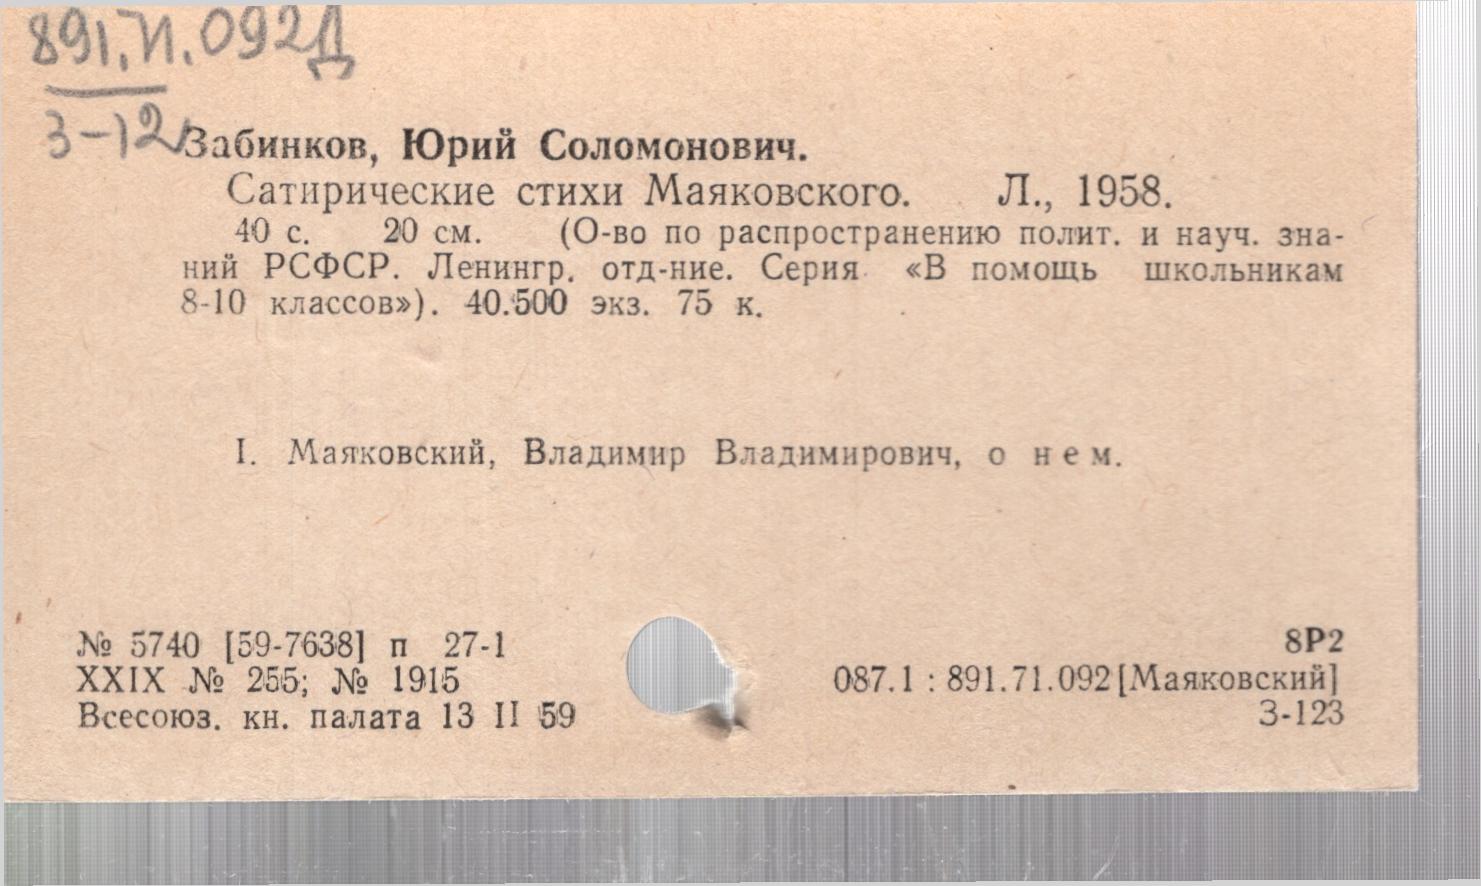 891.71.092Д
З-12
Забинков, Юрий Соломонович.
Сатирические стихи Маяковского. Л., 1958.
40 с. 20 см. (О-во по распространению полит. и науч. зна-
ний РСФСР. Ленингр. отд-ние. Серия «В помощь школьникам
8-10 классов»). 40.500 экз. 75 к.
I. Маяковский, Владимир Владимирович, о нем.
№ 5740 [59-7638] п 27-1
XXIX № 255; № 1915
Всесоюз. кн. палата 13 II 59
8Р2
087.1 : 891.71.092 [Маяковский]
З-123